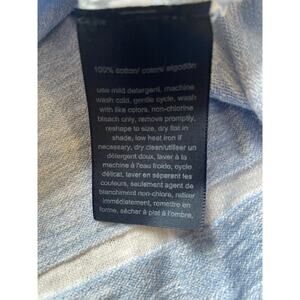 100% cotton/ coton/ algodón
use mild detergent, machine
wash cold, gentle cycle, wash
with like colors. non-chlorine
bleach only, remove promptly,
reshape to size, dry flat in
shade, low heat iron if
necessary, dry clean/utiliser un
détergent doux, laver à la
machine à l'eau froide, cycle
délicat, laver en séparent les
couleurs, seulement agent de
blanchiment non-chlore, retirer
immédiatement, remettre en
forme, sécher à plat à l'ombre,